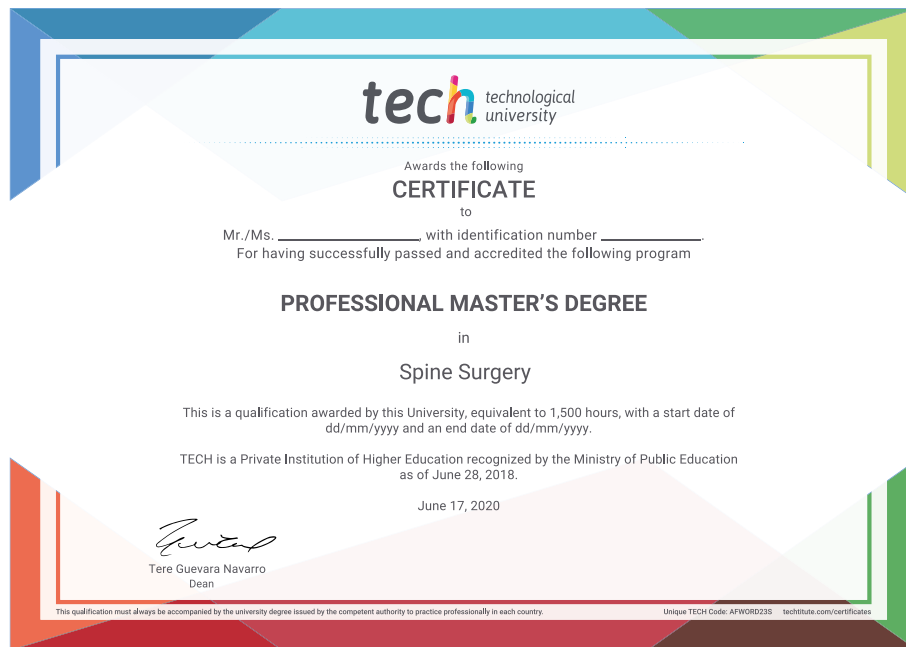 tech technological
university
Awards the following
CERTIFICATE
to
Mr./Ms. ____________________, with identification number ______________.
For having successfully passed and accredited the following program
PROFESSIONAL MASTER'S DEGREE
in
Spine Surgery
This is a qualification awarded by this University, equivalent to 1,500 hours, with a start date of
dd/mm/yyyy and an end date of dd/mm/yyyy.
TECH is a Private Institution of Higher Education recognized by the Ministry of Public Education
as of June 28, 2018.
June 17, 2020
Tere Guevara Navarro
Dean
This qualification must always be accompanied by the university degree issued by the competent authority to practice professionally in each country.
Unique TECH Code: AFWORD23S techtitute.com/certificates